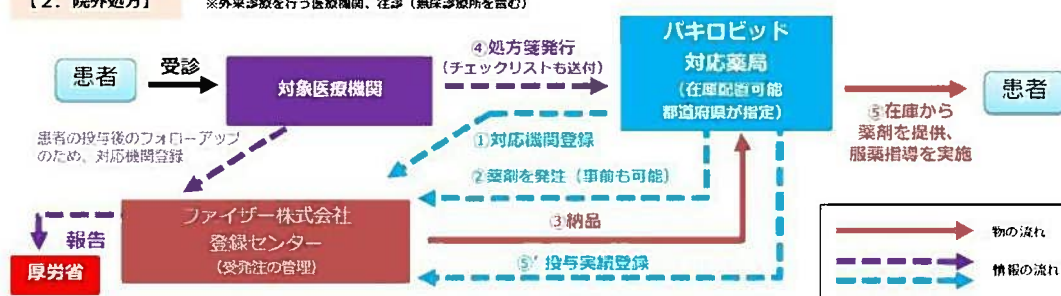 【2．院外処方】
※外来診療を行う医療機関、往診（無床診療所を含む）
患者
受診
対象医療機関
④処方箋発行
（チェックリストも送付）
パキロビッド
対応薬局
（在庫配置可能
都道府県が指定）
⑤在庫から
薬剤を提供、
服薬指導を実施
患者
患者の投与後のフォローアップ
のため、対応機関登録
①対応機関登録
②薬剤を発注（事前も可能）
③納品
⑤’投与実績登録
ファイザー株式会社
登録センター
（受発注の管理）
報告
厚労省
物の流れ
情報の流れ